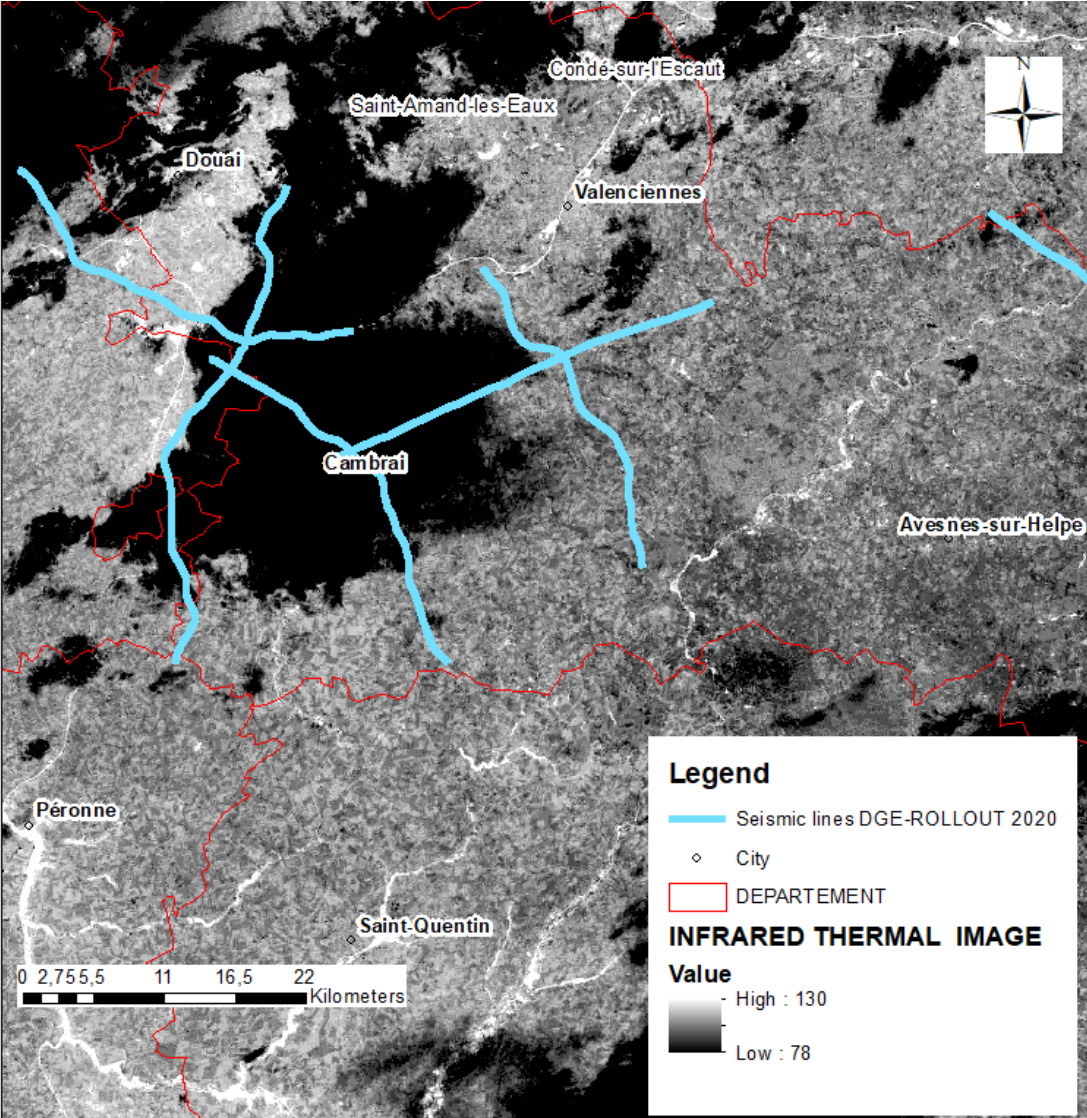 Condé-sur-l'Escaut
N
Saint-Amand-les-Eaux
Douai
Valenciennes
Cambrai
Avesnes-sur-Helpe
Péronne
Saint-Quentin
0 2,75 5,5 11 16,5 22
Kilometers
Legend
Seismic lines DGE-ROLLOUT 2020
City
DEPARTEMENT
INFRARED THERMAL IMAGE
Value
High : 130
Low : 78